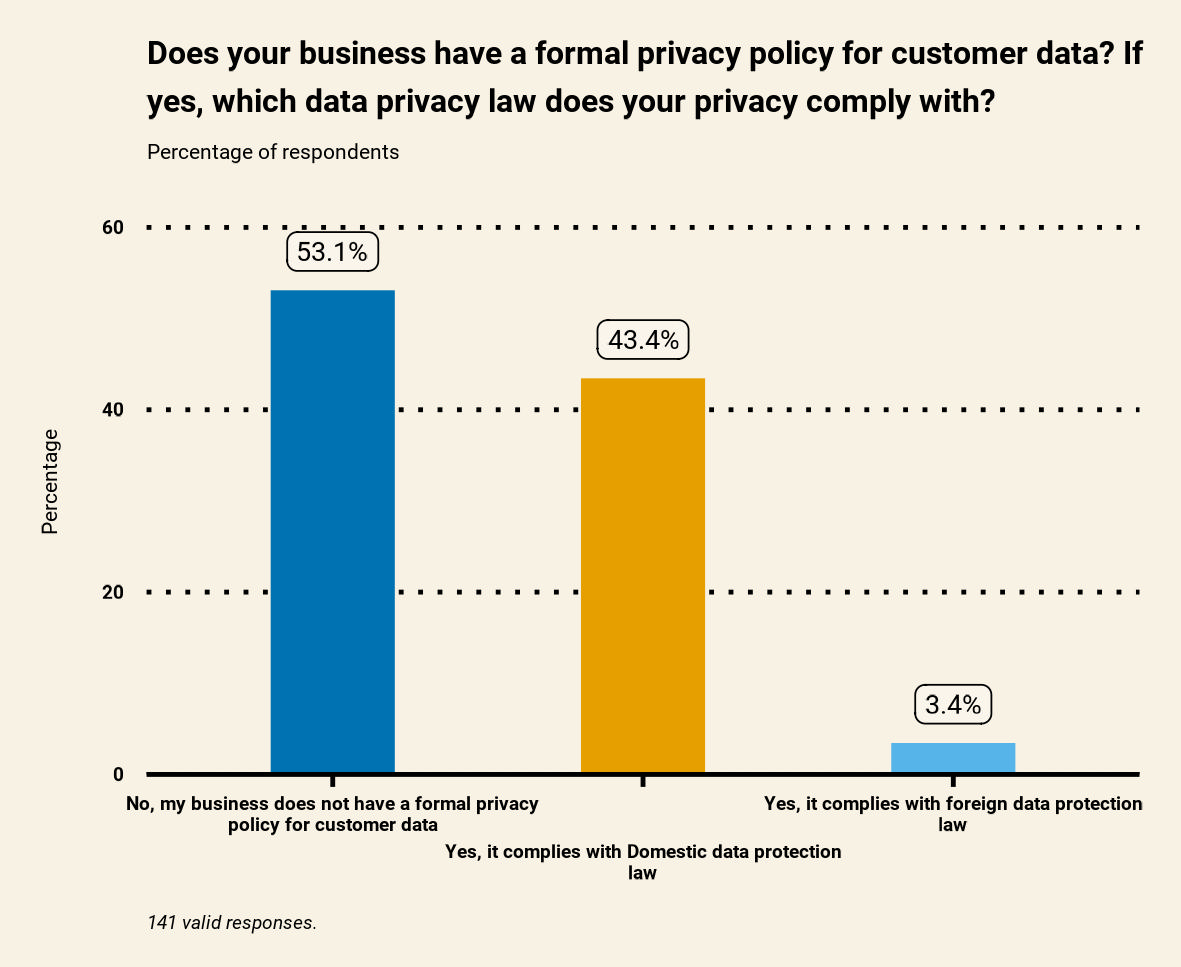 Does your business have a formal privacy policy for customer data? If
yes, which data privacy law does your privacy comply with?
Percentage of respondents
60
53.1%
43.4%
40
Percentage
20
3.4%
0
No, my business does not have a formal privacy
policy for customer data
Yes, it complies with Domestic data protection
law
Yes, it complies with foreign data protection
law
141 valid responses.